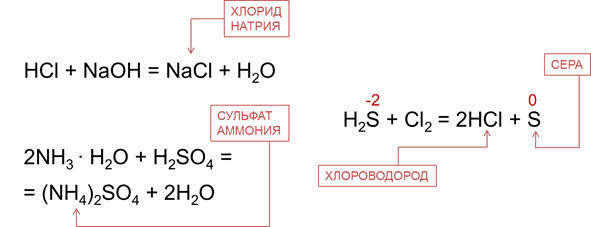 ХЛОРИД
НАТРИЯ
HCl + NaOH = NaCl + H₂O
СУЛЬФАТ
АММОНИЯ
2NH₃ · H₂O + H₂SO₄ =
= (NH₄)₂SO₄ + 2H₂O
СЕРА
-2 0
H₂S + Cl₂ = 2HCl + S
ХЛОРОВОДОРОД